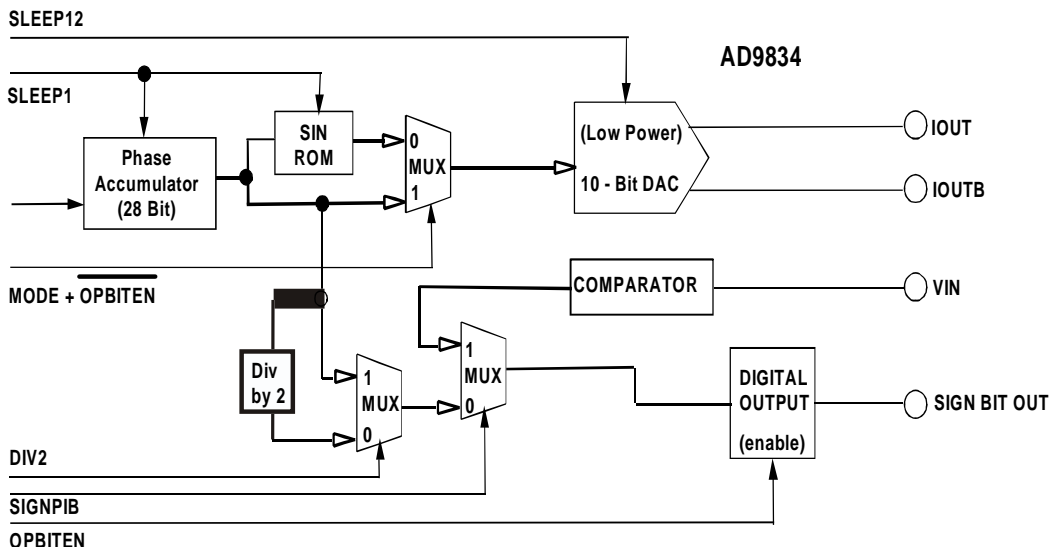 SLEEP12
AD9834
SLEEP1
SIN
ROM
0
MUX
1
(Low Power)
10 - Bit DAC
IOUT
IOUTB
Phase
Accumulator
(28 Bit)
MODE + OPBITEN
COMPARATOR
VIN
Div
by 2
1
MUX
0
1
MUX
0
DIGITAL
OUTPUT
(enable)
SIGN BIT OUT
DIV2
SIGNPIB
OPBITEN